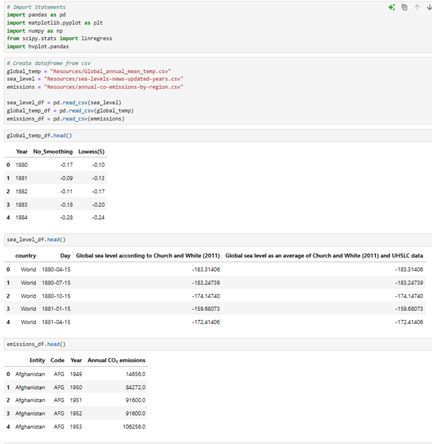 # Import Statements
import pandas as pd
import matplotlib.pyplot as plt
import numpy as np
from scipy.stats import linregress
import hvplot.pandas
# Create dataframe from csv
global_temp = "Resources/Global_annual_mean_temp.csv"
sea_level = "Resources/sea-levels-news-updated-years.csv"
emissions = "Resources/annual-co-emissions-by-region.csv"
sea_level_df = pd.read_csv(sea_level)
global_temp_df = pd.read_csv(global_temp)
emissions_df = pd.read_csv(emmissions)
global_temp_df.head()
Year No_Smoothing Lowess(5)
0 1880 -0.17 -0.10
1 1881 -0.09 -0.13
2 1882 -0.11 -0.17
3 1883 -0.18 -0.20
4 1884 -0.28 -0.24
sea_level_df.head()
country Day Global sea level according to Church and White (2011) Global sea level as an average of Church and White (2011) and UHSLC data
0 World 1880-04-15 -183.31406 -183.31406
1 World 1880-07-15 -183.24739 -183.24739
2 World 1880-10-15 -174.14740 -174.14740
3 World 1881-01-15 -159.68073 -159.68073
4 World 1881-04-15 -172.41406 -172.41406
emissions_df.head()
Entity Code Year Annual CO₂ emissions
0 Afghanistan AFG 1949 14656.0
1 Afghanistan AFG 1950 84272.0
2 Afghanistan AFG 1951 91600.0
3 Afghanistan AFG 1952 91600.0
4 Afghanistan AFG 1953 106256.0